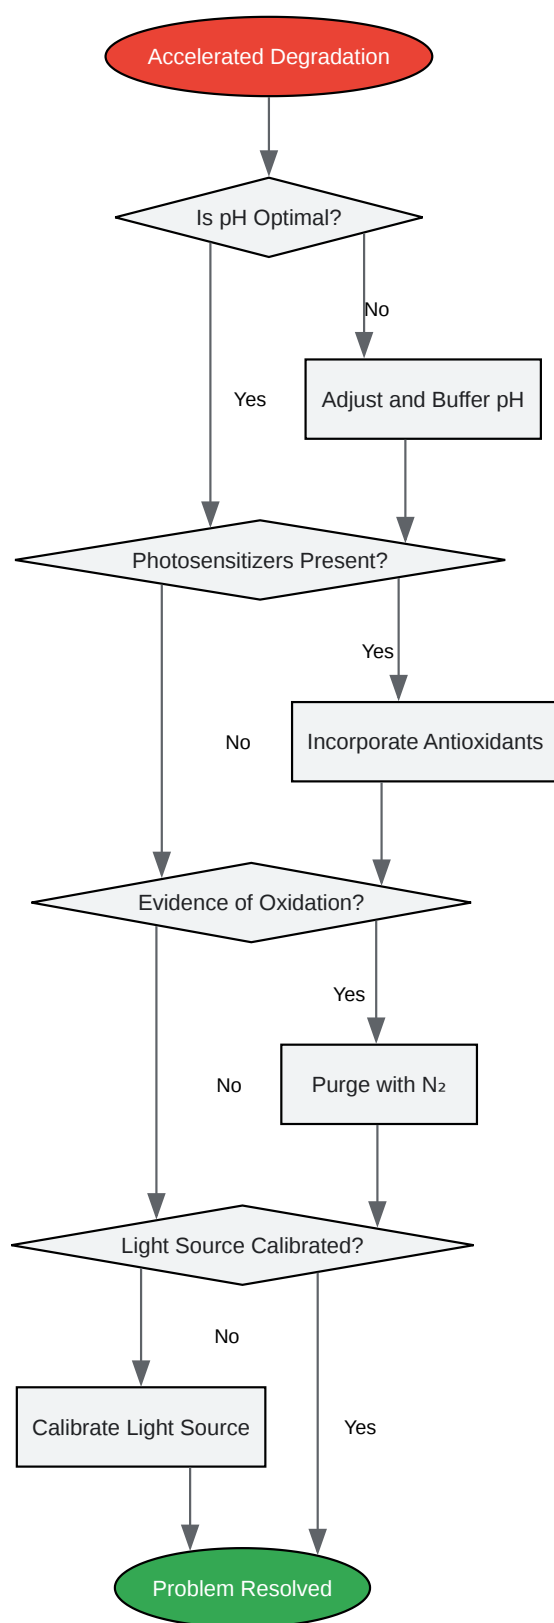 Accelerated Degradation
Is pH Optimal?
No
Yes
Adjust and Buffer pH
Photosensitizers Present?
Yes
No
Incorporate Antioxidants
Evidence of Oxidation?
Yes
No
Purge with N₂
Light Source Calibrated?
No
Calibrate Light Source
Yes
Problem Resolved